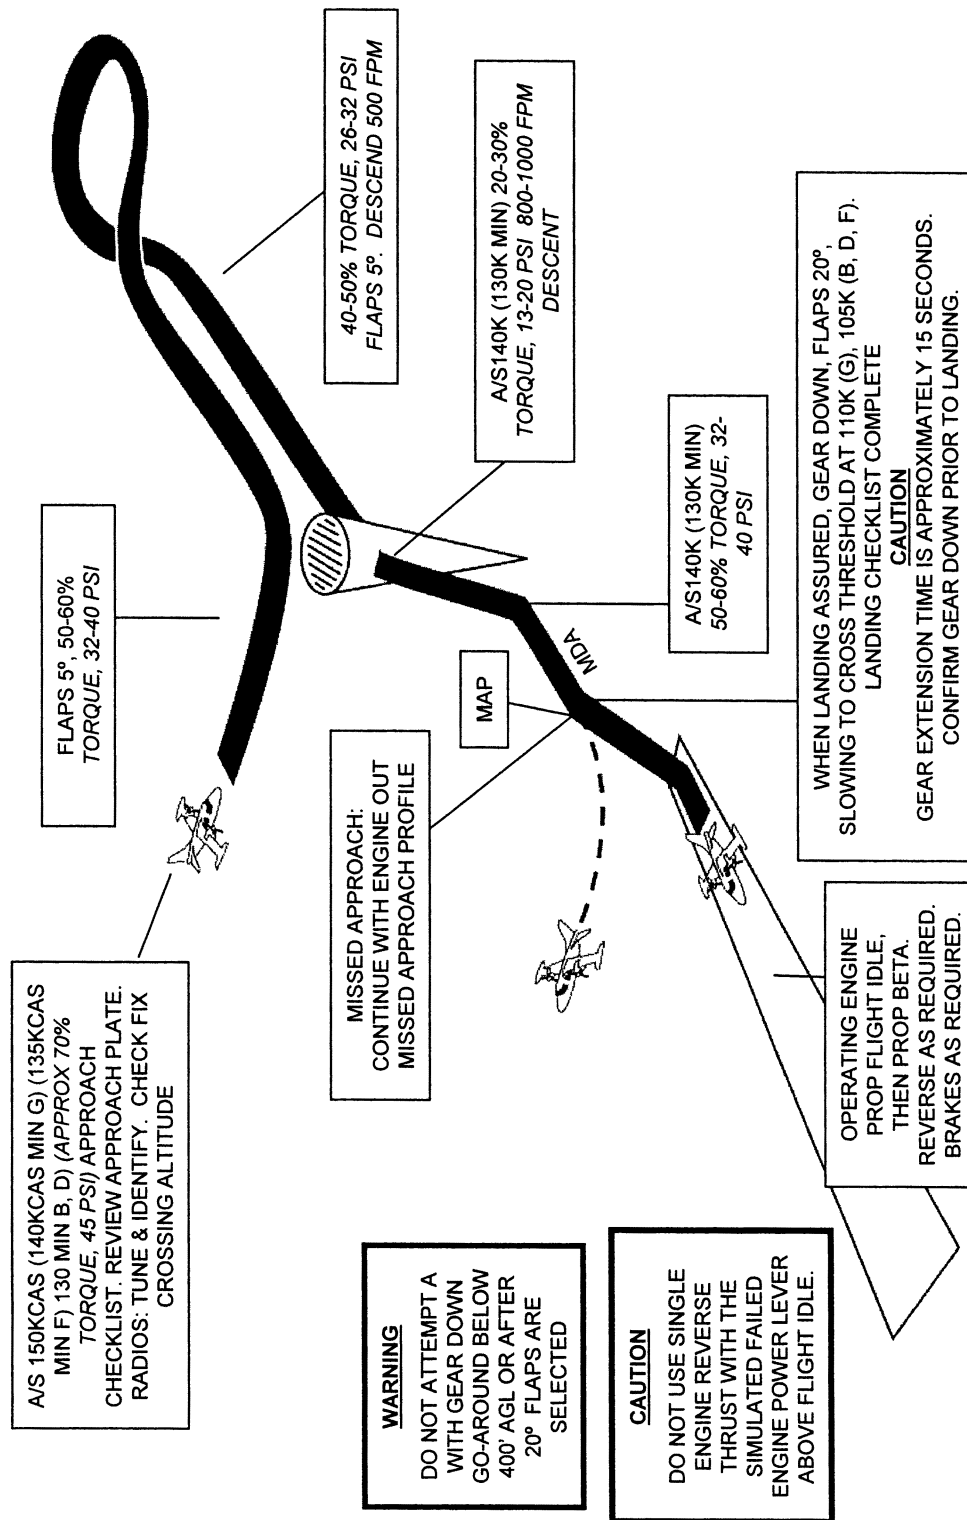 A/S 150KCAS (140KCAS MIN G) (135KCAS
MIN F) 130 MIN B, D) (APPROX 70%
TORQUE, 45 PSI) APPROACH
CHECKLIST. REVIEW APPROACH PLATE.
RADIOS: TUNE & IDENTIFY. CHECK FIX
CROSSING ALTITUDE
FLAPS 5º, 50-60%
TORQUE, 32-40 PSI
40-50% TORQUE, 26-32 PSI
FLAPS 5º. DESCEND 500 FPM
A/S140K (130K MIN) 20-30%
TORQUE, 13-20 PSI 800-1000 FPM
DESCENT
A/S140K (130K MIN)
50-60% TORQUE, 32-
40 PSI
MDA
MAP
MISSED APPROACH:
CONTINUE WITH ENGINE OUT
MISSED APPROACH PROFILE
WHEN LANDING ASSURED, GEAR DOWN, FLAPS 20º,
SLOWING TO CROSS THRESHOLD AT 110K (G), 105K (B, D, F).
LANDING CHECKLIST COMPLETE
CAUTION
GEAR EXTENSION TIME IS APPROXIMATELY 15 SECONDS.
CONFIRM GEAR DOWN PRIOR TO LANDING.
OPERATING ENGINE
PROP FLIGHT IDLE,
THEN PROP BETA.
REVERSE AS REQUIRED.
BRAKES AS REQUIRED.
WARNING
DO NOT ATTEMPT A
WITH GEAR DOWN
GO-AROUND BELOW
400' AGL OR AFTER
20º FLAPS ARE
SELECTED
CAUTION
DO NOT USE SINGLE
ENGINE REVERSE
THRUST WITH THE
SIMULATED FAILED
ENGINE POWER LEVER
ABOVE FLIGHT IDLE.